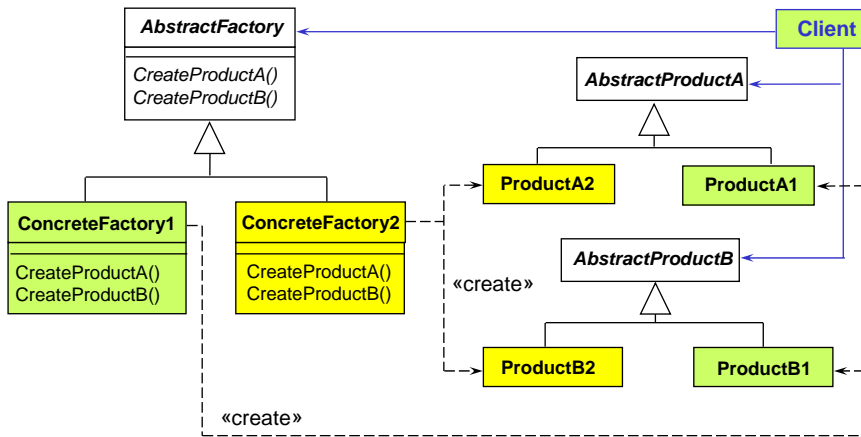 AbstractFactory
CreateProductA()
CreateProductB()
Client
AbstractProductA
ProductA2
ProductA1
ConcreteFactory1
CreateProductA()
CreateProductB()
ConcreteFactory2
CreateProductA()
CreateProductB()
AbstractProductB
«create»
ProductB2
ProductB1
«create»